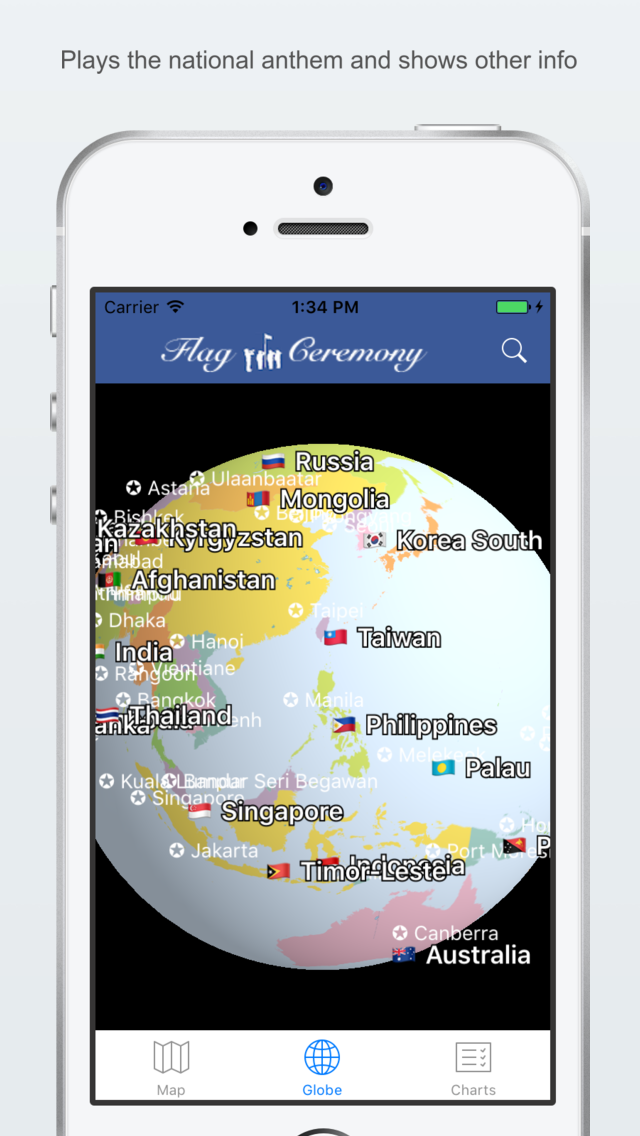 Plays the national anthem and shows other info
Carrier 1:34 PM
Flag Ceremony
Russia
Ulaanbaatar
Astana
Mongolia
Bishkek
Kazakhstan
Kyrgyzstan
Korea South
Afghanistan
Taipei
Dhaka
Taiwan
Hanoi
India
Vientiane
Rangoon
Bangkok
Manila
Thailand
Philippines
Melekeok
Palau
Kuala Lumpur
Bandar Seri Begawan
Singapore
Singapore
Jakarta
Port Moresby
Indonesia
Timor-Leste
Canberra
Australia
Map Globe Charts